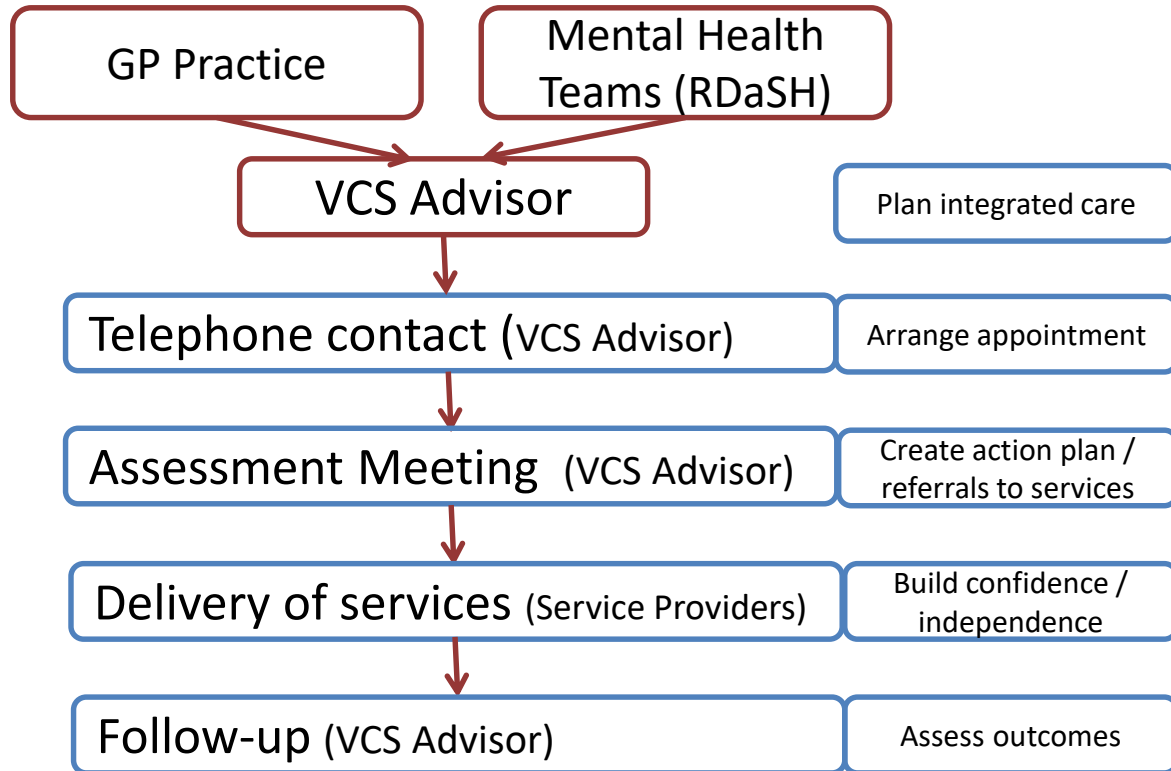 GP Practice
Mental Health
Teams (RDaSH)
VCS Advisor
Plan integrated care
Telephone contact (VCS Advisor)
Arrange appointment
Assessment Meeting (VCS Advisor)
Create action plan /
referrals to services
Delivery of services (Service Providers)
Build confidence /
independence
Follow-up (VCS Advisor)
Assess outcomes